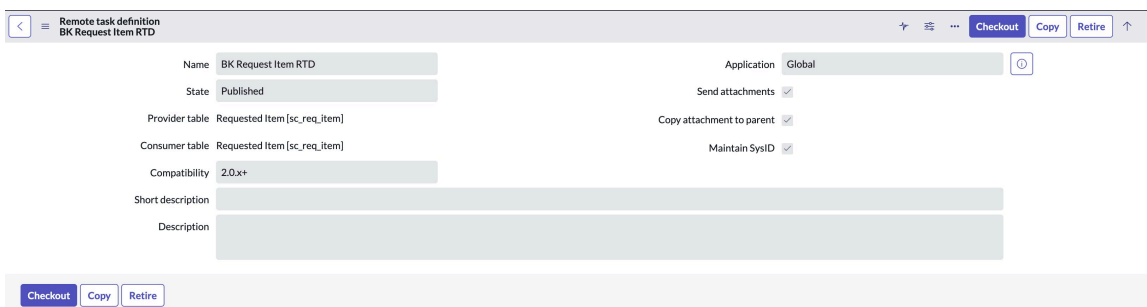 Remote task definition
BK Request Item RTD
Checkout Copy Retire
Name BK Request Item RTD Application Global
State Published Send attachments
Provider table Requested Item [sc_req_item] Copy attachment to parent
Consumer table Requested Item [sc_req_item] Maintain SysID
Compatibility 2.0.x+
Short description
Description
Checkout Copy Retire